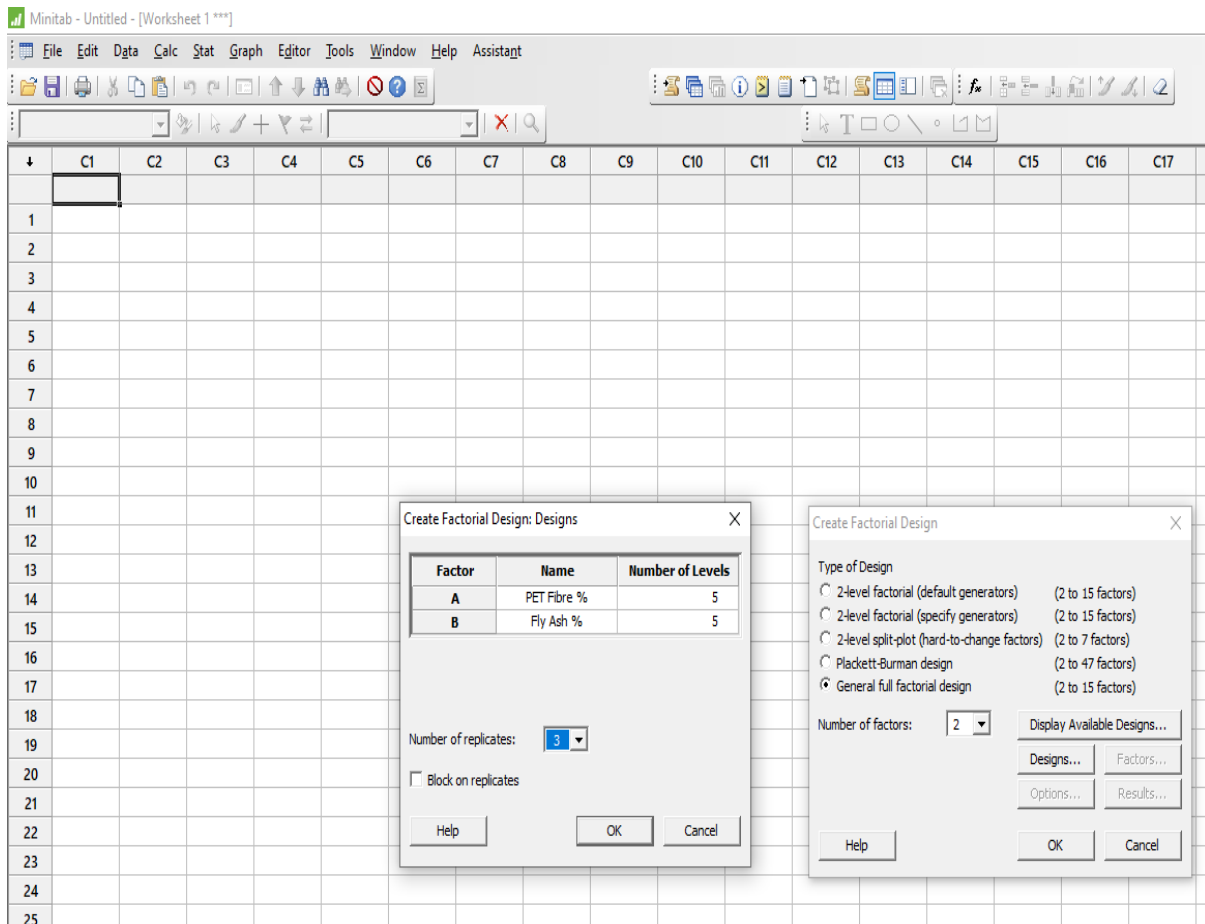 Minitab - Untitled - [Worksheet 1 ***]
File Edit Data Calc Stat Graph Editor Tools Window Help Assistant
C1 C2 C3 C4 C5 C6 C7 C8 C9 C10 C11 C12 C13 C14 C15 C16 C17
1
2
3
4
5
6
7
8
9
10
11
12
13
14
15
16
17
18
19
20
21
22
23
24
25
Create Factorial Design: Designs
Factor Name Number of Levels
A PET Fibre % 5
B Fly Ash % 5
Number of replicates: 3
Block on replicates
Help OK Cancel
Create Factorial Design
Type of Design
2-level factorial (default generators) (2 to 15 factors)
2-level factorial (specify generators) (2 to 15 factors)
2-level split-plot (hard-to-change factors) (2 to 7 factors)
Plackett-Burman design (2 to 47 factors)
General full factorial design (2 to 15 factors)
Number of factors: 2 Display Available Designs...
Designs... Factors...
Options... Results...
Help OK Cancel